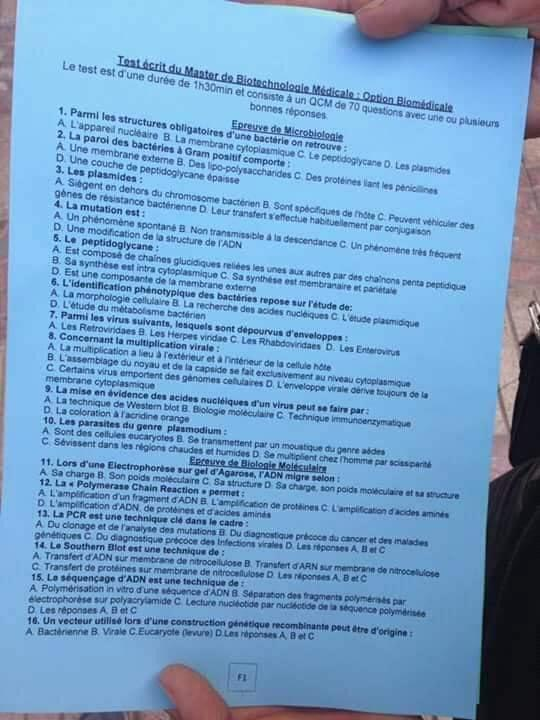 Test écrit du Master de Biotechnologie Médicale : Option Biomédicale
Le test est d'une durée de 1h30min et consiste à un QCM de 70 questions avec une ou plusieurs
bonnes réponses.
Epreuve de Microbiologie
1. Parmi les structures obligatoires d'une bactérie on retrouve :
A. L'appareil nucléaire B. La membrane cytoplasmique C. Le peptidoglycane D. Les plasmides
2. La paroi des bactéries à Gram positif comporte :
A. Une membrane externe B. Des lipo-polysaccharides C. Des protéines liant les pénicillines
D. Une couche de peptidoglycane épaisse
3. Les plasmides :
A. Siègent en dehors du chromosome bactérien B. Sont spécifiques de l'hôte C. Peuvent véhiculer des
gènes de résistance bactérienne D. Leur transfert s'effectue habituellement par conjugaison
4. La mutation est :
A. Un phénomène spontané B. Non transmissible à la descendance C. Un phénomène très fréquent
D. Une modification de la structure de l'ADN
5. Le peptidoglycane :
A. Est composé de chaînes glucidiques reliées les unes aux autres par des chaînons penta peptidique
B. Sa synthèse est intra cytoplasmique C. Sa synthèse est membranaire et pariétale
D. Est une composante de la membrane externe
6. L'identification phénotypique des bactéries repose sur l'étude de:
A. La morphologie cellulaire B. La recherche des acides nucléiques C. L'étude plasmidique
D. L'étude du métabolisme bactérien
7. Parmi les virus suivants, lesquels sont dépourvus d'enveloppes :
A. Les Retroviridaes B. Les Herpes viridae C. Les Rhabdoviridaes D. Les Enterovirus
8. Concernant la multiplication virale :
A. La multiplication a lieu à l'extérieur et à l'intérieur de la cellule hôte
B. L'assemblage du noyau et de la capside se fait exclusivement au niveau cytoplasmique
C. Certains virus emportent des génomes cellulaires D. L'enveloppe virale dérive toujours de la
membrane cytoplasmique
9. La mise en évidence des acides nucléiques d'un virus peut se faire par :
A. La technique de Western blot B. Biologie moléculaire C. Technique immunoenzymatique
D. La coloration à l'acridine orange
10. Les parasites du genre plasmodium :
A. Sont des cellules eucaryotes B. Se transmettent par un moustique du genre aèdes
C. Sévissent dans les régions chaudes et humides D. Se multiplient chez l'homme par scissiparité
Epreuve de Biologie Moléculaire
11. Lors d'une Electrophorèse sur gel d'Agarose, l'ADN migre selon :
A. Sa charge B. Son poids moléculaire C. Sa structure D. Sa charge, son poids moléculaire et sa structure
12. La « Polymerase Chain Reaction » permet :
A. L'amplification d'un fragment d'ADN B. L'amplification de protéines C. L'amplification d'acides aminés
D. L'amplification d'ADN, de protéines et d'acides aminés
13. La PCR est une technique clé dans le cadre :
A. Du clonage et de l'analyse des mutations B. Du diagnostique précoce du cancer et des maladies
génétiques C. Du diagnostique précoce des Infections virales D. Les réponses A, B et C
14. Le Southern Blot est une technique de :
A. Transfert d'ADN sur membrane de nitrocellulose B. Transfert d'ARN sur membrane de nitrocellulose
C. Transfert de protéines sur membrane de nitrocellulose D. Les réponses A, B et C
15. Le séquençage d'ADN est une technique de :
A. Polymérisation in vitro d'une séquence d'ADN B. Séparation des fragments polymérisés par
électrophorèse sur polyacrylamide C. Lecture nucléotide par nucléotide de la séquence polymérisée
D. Les réponses A, B et C
16. Un vecteur utilisé lors d'une construction génétique recombinante peut être d'origine :
A. Bactérienne B. Virale C.Eucaryote (levure) D.Les réponses A, B et C
F1